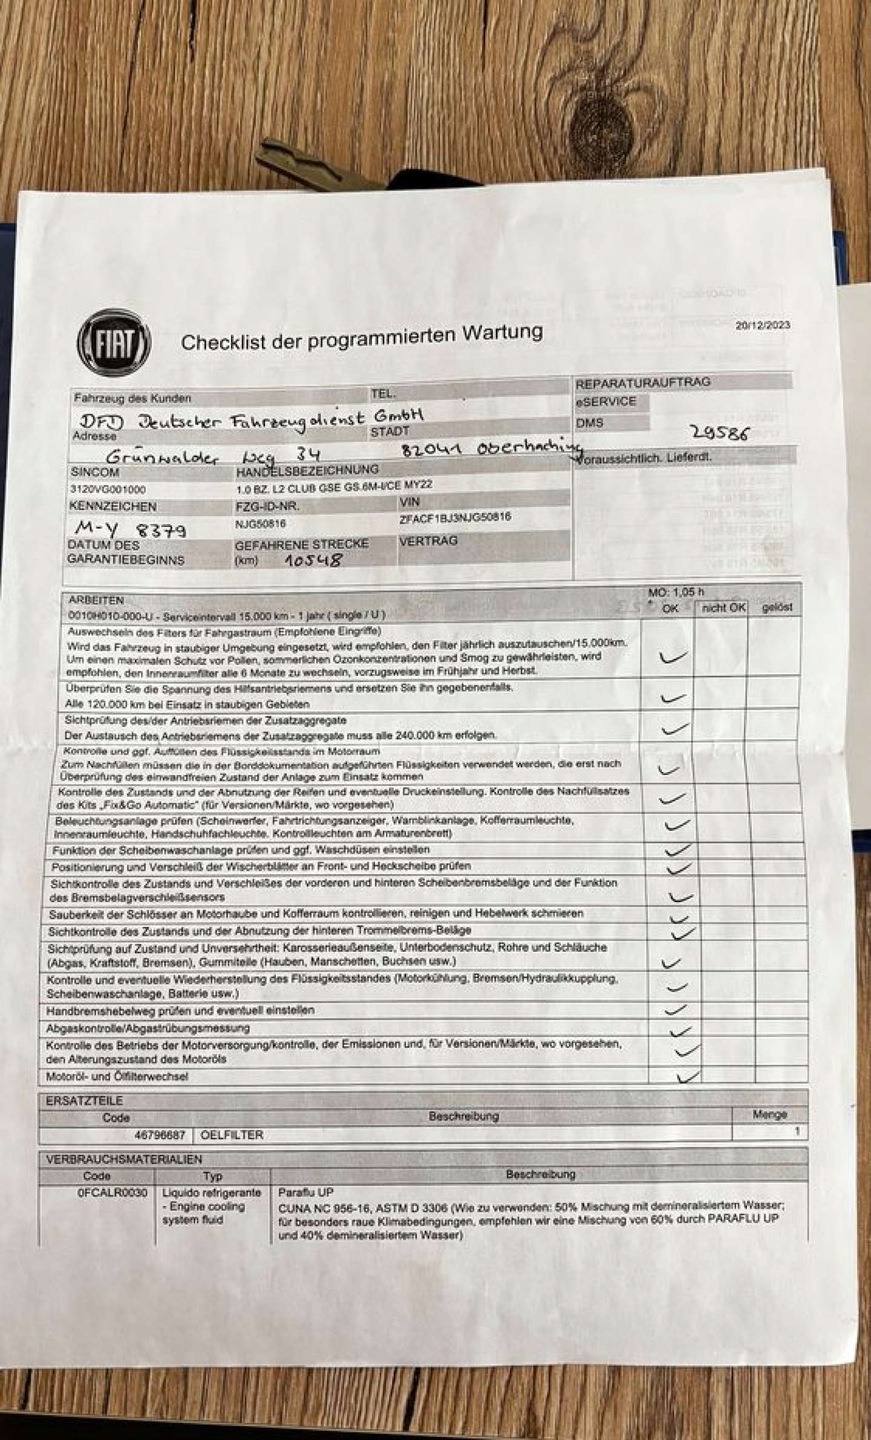 FIAT
Checklist der programmierten Wartung
20/12/2023
Fahrzeug des Kunden
TEL.
REPARATURAUFTRAG
DFD Deutscher Fahrzeugdienst GmbH
eSERVICE
Adresse
STADT
DMS
29586
Grünwalder Weg 34
82041 Oberhaching
Voraussichtlich. Lieferdt.
SINCOM
HANDELSBEZEICHNUNG
3120VG001000
1.0 BZ. L2 CLUB GSE GS.6M-I/CE MY22
KENNZEICHEN
FZG-ID-NR.
VIN
M-Y 8379
NJG50816
ZFACF1BJ3NJG50816
DATUM DES GARANTIEBEGINNS
GEFAHRENE STRECKE (km) 10548
VERTRAG
ARBEITEN
MO: 1,05 h
0010H010-000-U - Serviceintervall 15.000 km - 1 jahr ( single / U )
OK
nicht OK
gelöst
Auswechseln des Filters für Fahrgastraum (Empfohlene Eingriffe)
Wird das Fahrzeug in staubiger Umgebung eingesetzt, wird empfohlen, den Filter jährlich auszutauschen/15.000km.
Um einen maximalen Schutz vor Pollen, sommerlichen Ozonkonzentrationen und Smog zu gewährleisten, wird
empfohlen, den Innenraumfilter alle 6 Monate zu wechseln, vorzugsweise im Frühjahr und Herbst.
Überprüfen Sie die Spannung des Hilfsantriebsriemens und ersetzen Sie ihn gegebenenfalls.
Alle 120.000 km bei Einsatz in staubigen Gebieten
Sichtprüfung des/der Antriebsriemen der Zusatzaggregate
Der Austausch des Antriebsriemens der Zusatzaggregate muss alle 240.000 km erfolgen.
Kontrolle und ggf. Auffüllen des Flüssigkeitsstands im Motorraum
Zum Nachfüllen müssen die in der Borddokumentation aufgeführten Flüssigkeiten verwendet werden, die erst nach
Überprüfung des einwandfreien Zustand der Anlage zum Einsatz kommen
Kontrolle des Zustands und der Abnutzung der Reifen und eventuelle Druckeinstellung. Kontrolle des Nachfüllsatzes
des Kits „Fix&Go Automatic" (für Versionen/Märkte, wo vorgesehen)
Beleuchtungsanlage prüfen (Scheinwerfer, Fahrtrichtungsanzeiger, Warnblinkanlage, Kofferraumleuchte,
Innenraumleuchte, Handschuhfachleuchte. Kontrollleuchten am Armaturenbrett)
Funktion der Scheibenwaschanlage prüfen und ggf. Waschdüsen einstellen
Positionierung und Verschleiß der Wischerblätter an Front- und Heckscheibe prüfen
Sichtkontrolle des Zustands und Verschleißes der vorderen und hinteren Scheibenbremsbeläge und der Funktion
des Bremsbelagverschleißsensors
Sauberkeit der Schlösser an Motorhaube und Kofferraum kontrollieren, reinigen und Hebelwerk schmieren
Sichtkontrolle des Zustands und der Abnutzung der hinteren Trommelbrems-Beläge
Sichtprüfung auf Zustand und Unversehrtheit: Karosserieaußenseite, Unterbodenschutz, Rohre und Schläuche
(Abgas, Kraftstoff, Bremsen), Gummiteile (Hauben, Manschetten, Buchsen usw.)
Kontrolle und eventuelle Wiederherstellung des Flüssigkeitsstandes (Motorkühlung, Bremsen/Hydraulikkupplung,
Scheibenwaschanlage, Batterie usw.)
Handbremshebelweg prüfen und eventuell einstellen
Abgaskontrolle/Abgastrübungsmessung
Kontrolle des Betriebs der Motorversorgung/kontrolle, der Emissionen und, für Versionen/Märkte, wo vorgesehen,
den Alterungszustand des Motoröls
Motoröl- und Ölfilterwechsel
ERSATZTEILE
Code
Beschreibung
Menge
46796687
OELFILTER
1
VERBRAUCHSMATERIALIEN
Code
Typ
Beschreibung
0FCALR0030
Liquido refrigerante
Paraflu UP
- Engine cooling
CUNA NC 956-16, ASTM D 3306 (Wie zu verwenden: 50% Mischung mit demineralisiertem Wasser;
system fluid
für besonders raue Klimabedingungen, empfehlen wir eine Mischung von 60% durch PARAFLU UP
und 40% demineralisiertem Wasser)